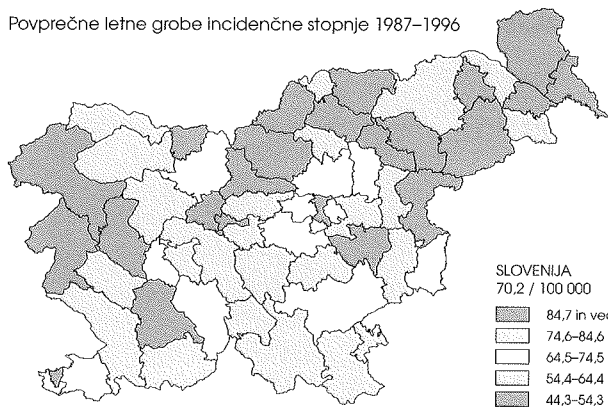 Povprečne letne grobe incidenčne stopnje 1987–1996
SLOVENIJA
70,2 / 100 000
84,7 in več
74,6–84,6
64,5–74,5
54,4–64,4
44,3–54,3